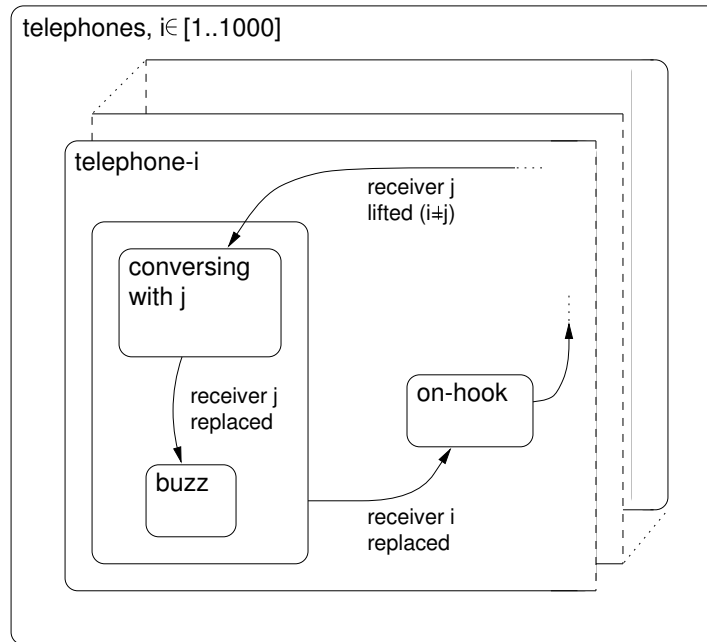 telephones, i∈ [1..1000]
telephone-i
receiver j
lifted (i≠j)
conversing
with j
receiver j
replaced
on-hook
buzz
receiver i
replaced